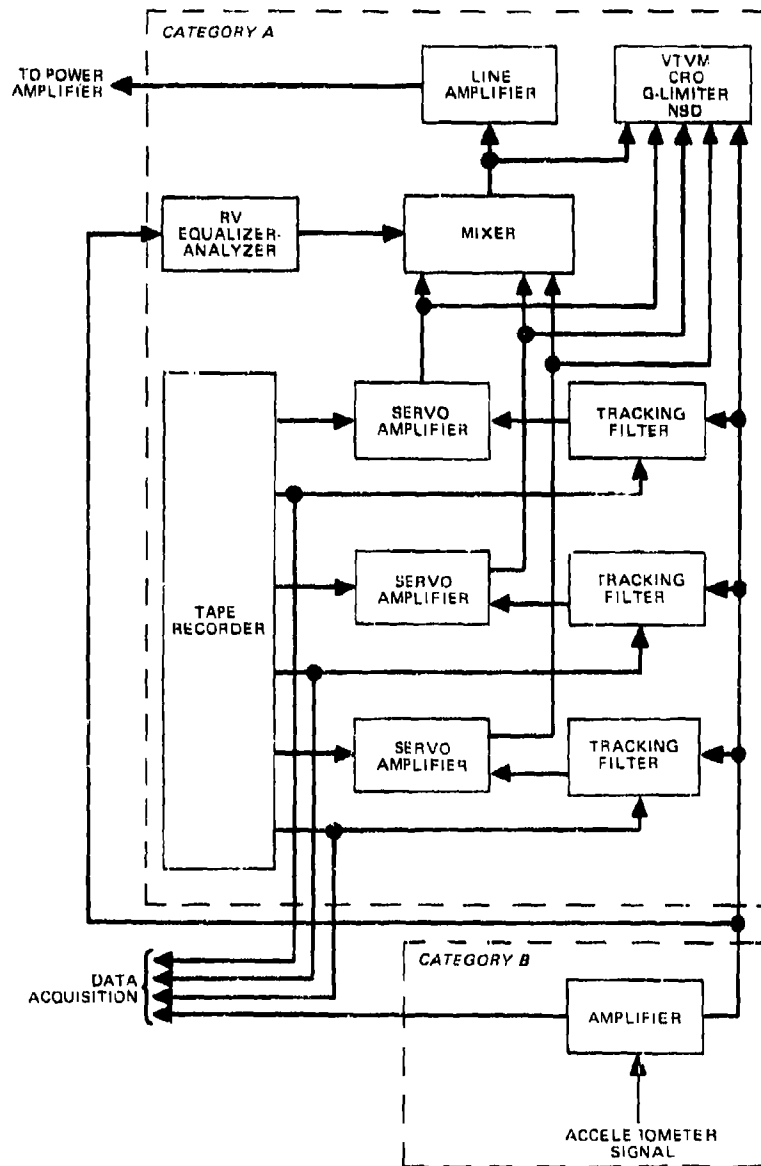 CATEGORY A
TO POWER
AMPLIFIER
LINE
AMPLIFIER
VTVM
CRO
G-LIMITER
NSD
RV
EQUALIZER-
ANALYZER
MIXER
SERVO
AMPLIFIER
TRACKING
FILTER
TAPE
RECORDER
SERVO
AMPLIFIER
TRACKING
FILTER
SERVO
AMPLIFIER
TRACKING
FILTER
DATA
ACQUISITION
CATEGORY B
AMPLIFIER
ACCELEROMETER
SIGNAL